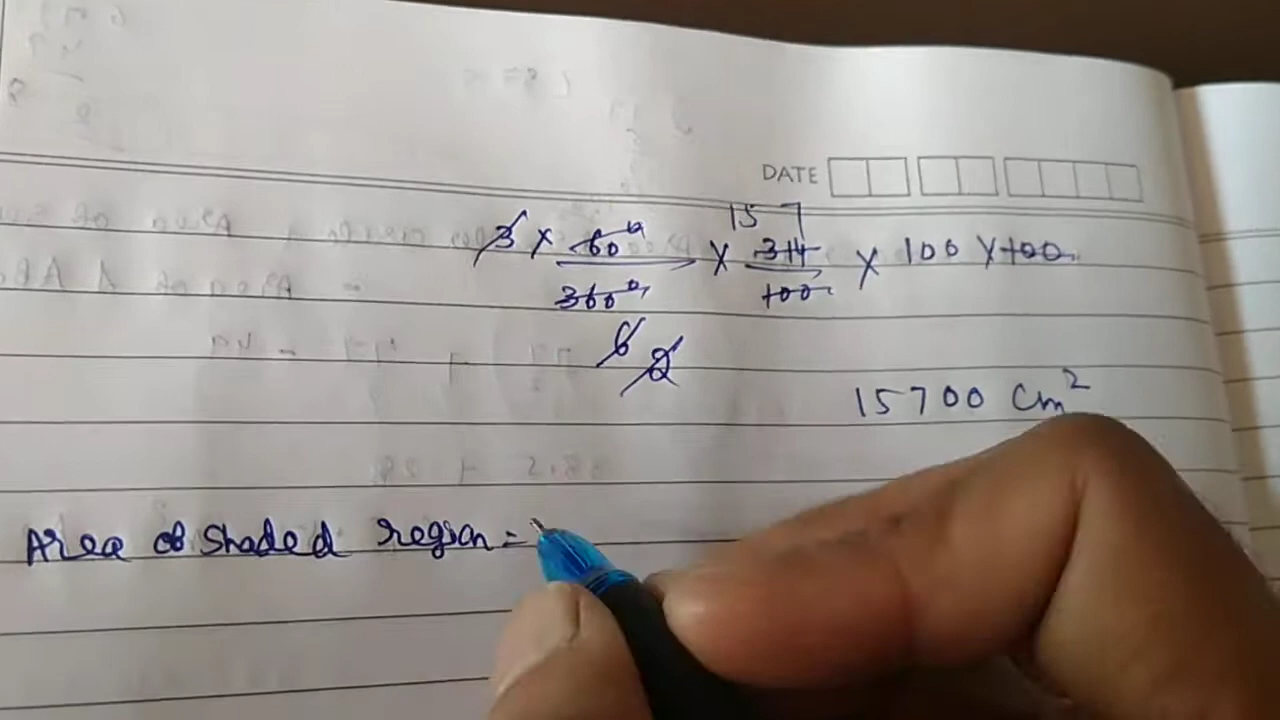 DATE
157
3 × 60° × 314 × 100 × 100
360° 100
6 2
15700 cm²
Area of Shaded region =